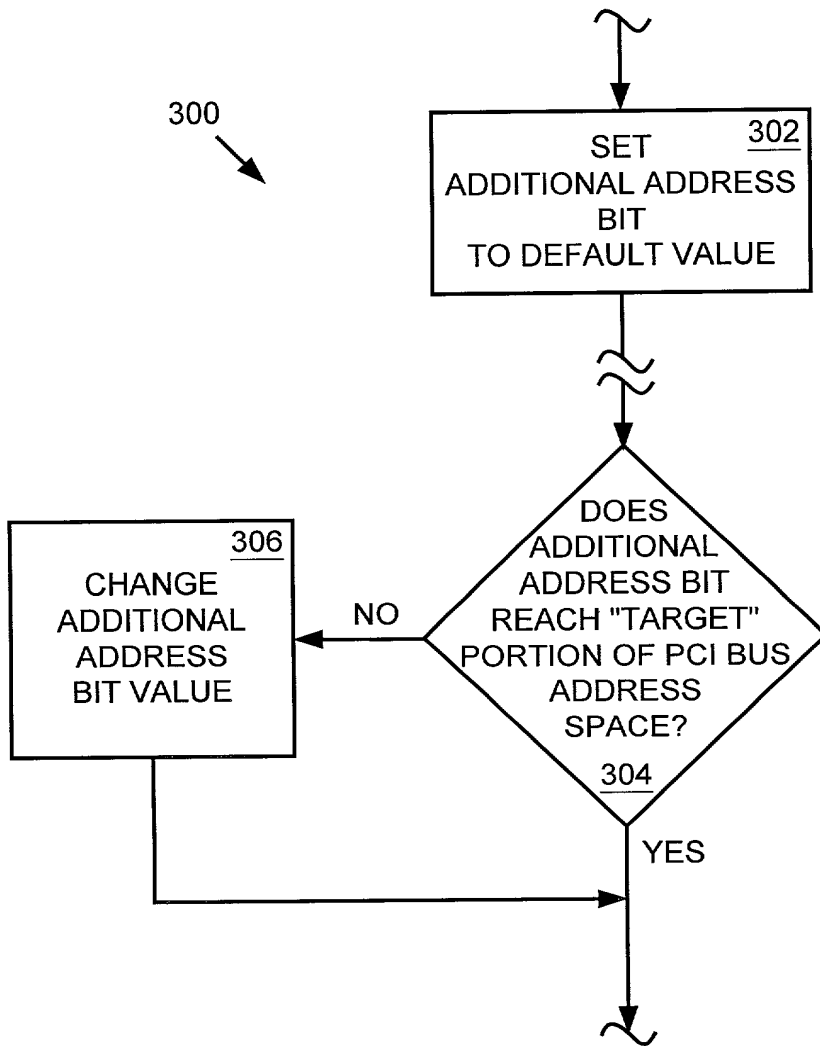 300
302
SET
ADDITIONAL ADDRESS
BIT
TO DEFAULT VALUE
DOES
ADDITIONAL
ADDRESS BIT
REACH "TARGET"
PORTION OF PCI BUS
ADDRESS
SPACE?
304
NO
306
CHANGE
ADDITIONAL
ADDRESS
BIT VALUE
YES